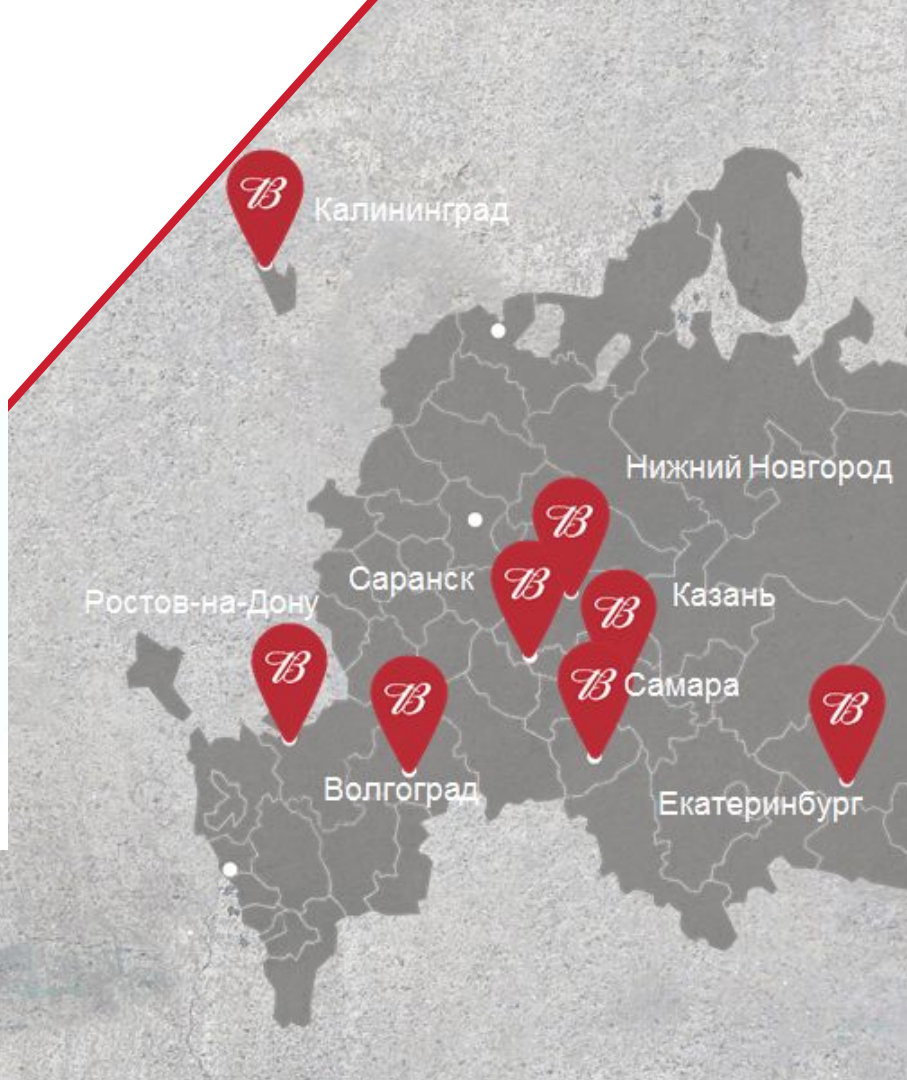 Калининград
Нижний Новгород
Саранск
Казань
Ростов-на-Дону
Самара
Волгоград
Екатеринбург